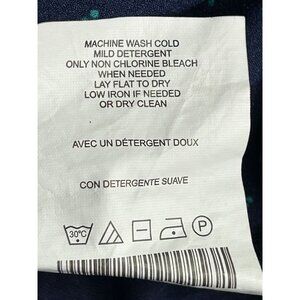 MACHINE WASH COLD
MILD DETERGENT
ONLY NON CHLORINE BLEACH
WHEN NEEDED
LAY FLAT TO DRY
LOW IRON IF NEEDED
OR DRY CLEAN
AVEC UN DÉTERGENT DOUX
CON DETERGENTE SUAVE
30°C P